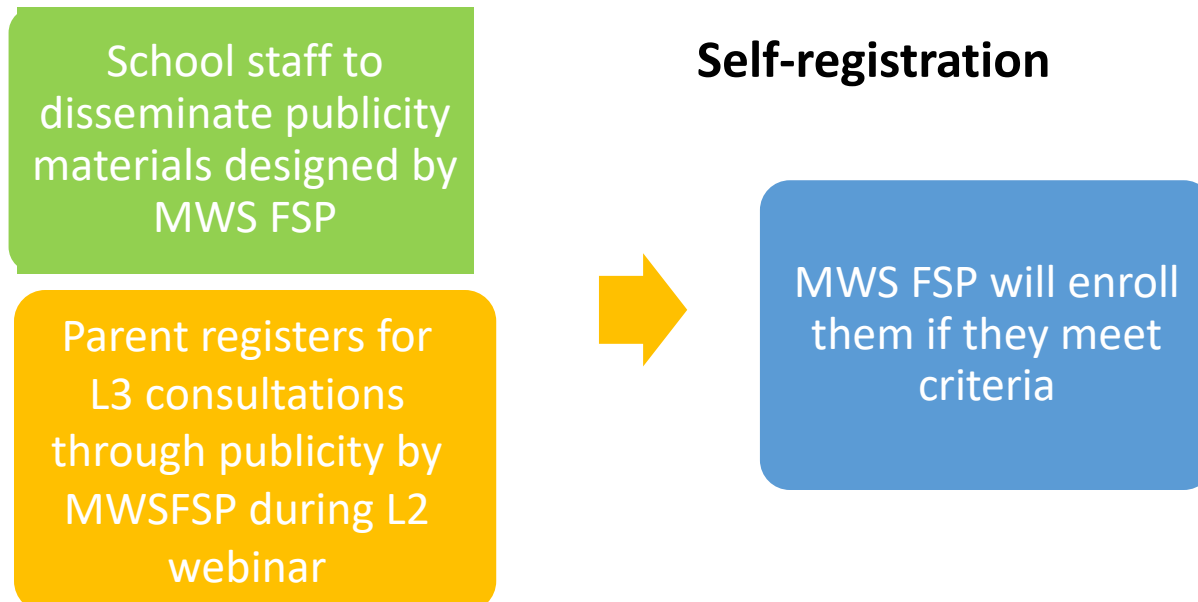 School staff to
disseminate publicity
materials designed by
MWS FSP
Self-registration
Parent registers for
L3 consultations
through publicity by
MWSFSP during L2
webinar
MWS FSP will enroll
them if they meet
criteria